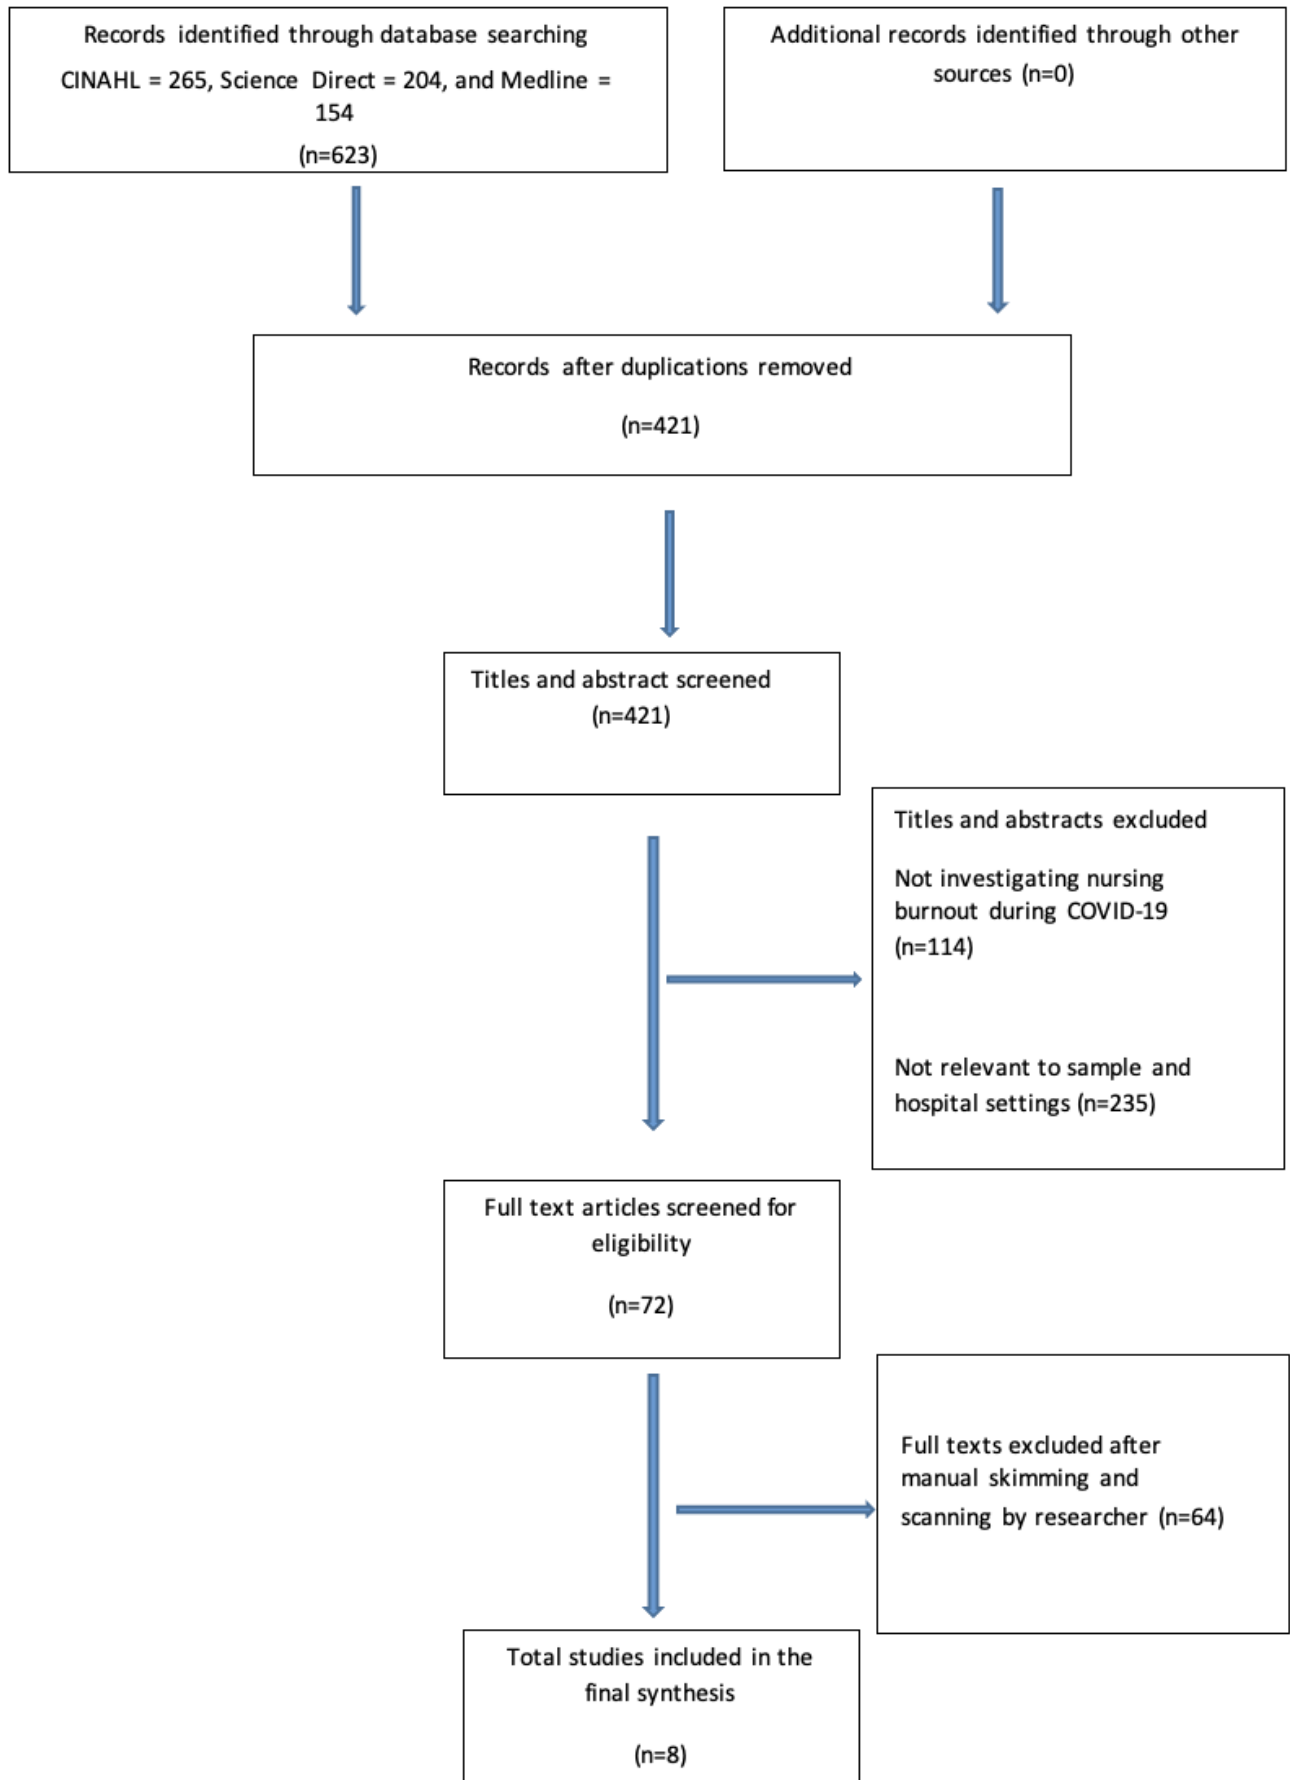 Records identified through database searching
CINAHL = 265, Science Direct = 204, and Medline =
154
(n=623)
Additional records identified through other
sources (n=0)
Records after duplications removed
(n=421)
Titles and abstract screened
(n=421)
Titles and abstracts excluded
Not investigating nursing
burnout during COVID-19
(n=114)
Not relevant to sample and
hospital settings (n=235)
Full text articles screened for
eligibility
(n=72)
Full texts excluded after
manual skimming and
scanning by researcher (n=64)
Total studies included in the
final synthesis
(n=8)